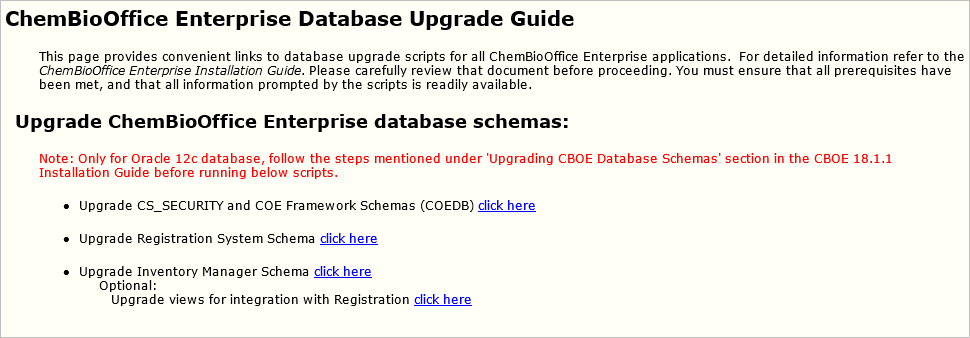 ChemBioOffice Enterprise Database Upgrade Guide
This page provides convenient links to database upgrade scripts for all ChemBioOffice Enterprise applications.  For detailed information refer to the
ChemBioOffice Enterprise Installation Guide. Please carefully review that document before proceeding. You must ensure that all prerequisites have
been met, and that all information prompted by the scripts is readily available.
Upgrade ChemBioOffice Enterprise database schemas:
Note: Only for Oracle 12c database, follow the steps mentioned under 'Upgrading CBOE Database Schemas' section in the CBOE 18.1.1
Installation Guide before running below scripts.
• Upgrade CS_SECURITY and COE Framework Schemas (COEDB) click here
• Upgrade Registration System Schema click here
• Upgrade Inventory Manager Schema click here
Optional:
Upgrade views for integration with Registration click here